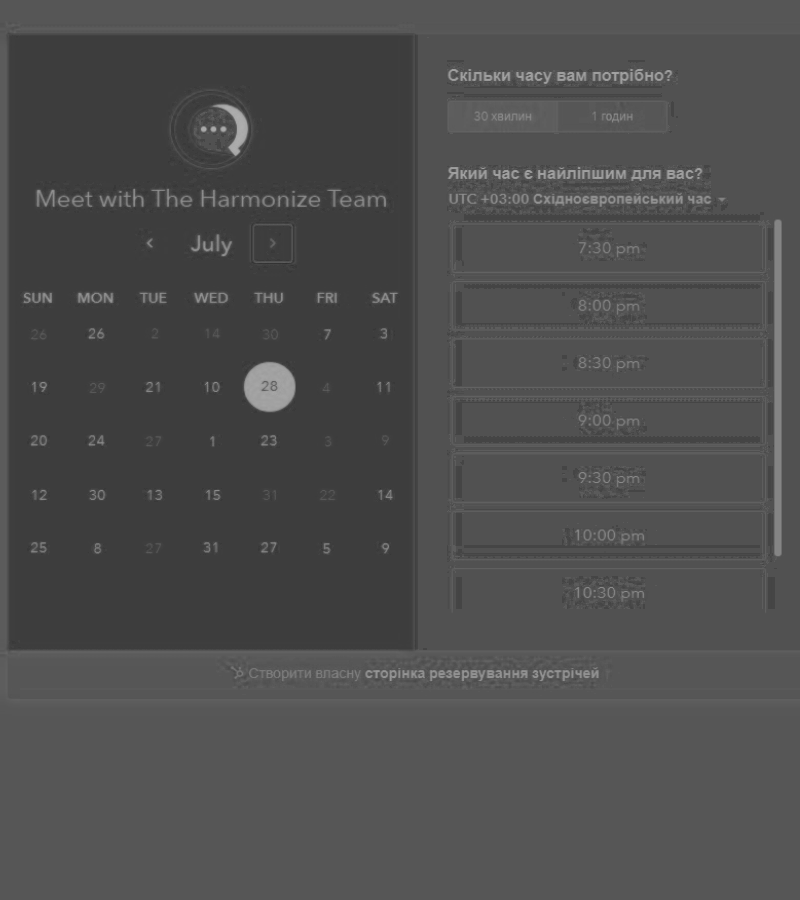 Meet with The Harmonize Team
July
SUN MON TUE WED THU FRI SAT
26 26 2 14 30 7 3
19 29 21 10 28 4 11
20 24 27 1 23 3 9
12 30 13 15 31 22 14
25 8 27 31 27 5 9
Скільки часу вам потрібно?
30 хвилин 1 годин
Який час є найліпшим для вас?
UTC +03:00 Східноєвропейський час
7:30 pm
8:00 pm
8:30 pm
9:00 pm
9:30 pm
10:00 pm
10:30 pm
Створити власну сторінка резервування зустрічей